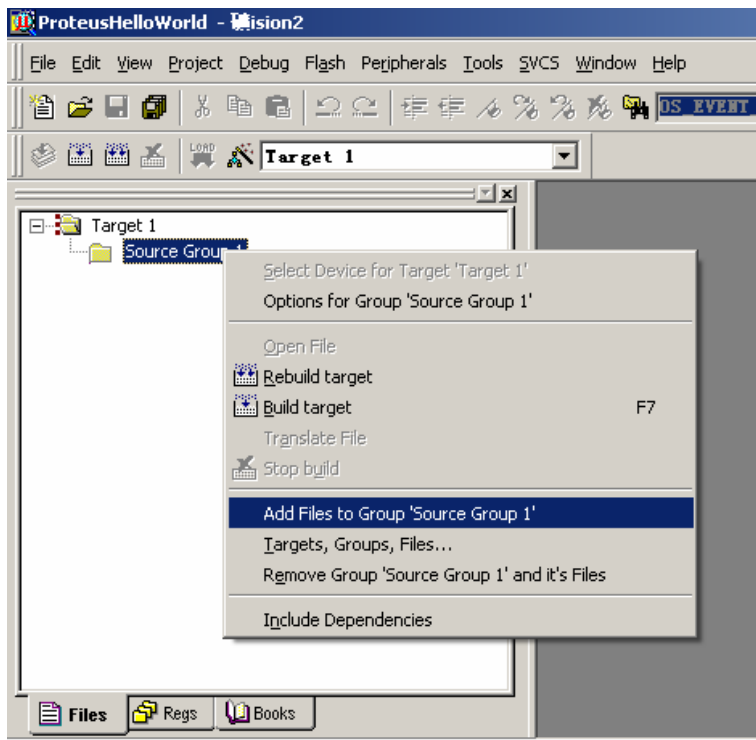 ProteusHelloWorld - ision2
File Edit View Project Debug Flash Peripherals Tools SVCS Window Help
OS_EVENT_
LOAD Target 1
Target 1
Source Group 1
Select Device for Target 'Target 1'
Options for Group 'Source Group 1'
Open File
Rebuild target
Build target F7
Translate File
Stop build
Add Files to Group 'Source Group 1'
Targets, Groups, Files...
Remove Group 'Source Group 1' and it's Files
Include Dependencies
Files Regs Books